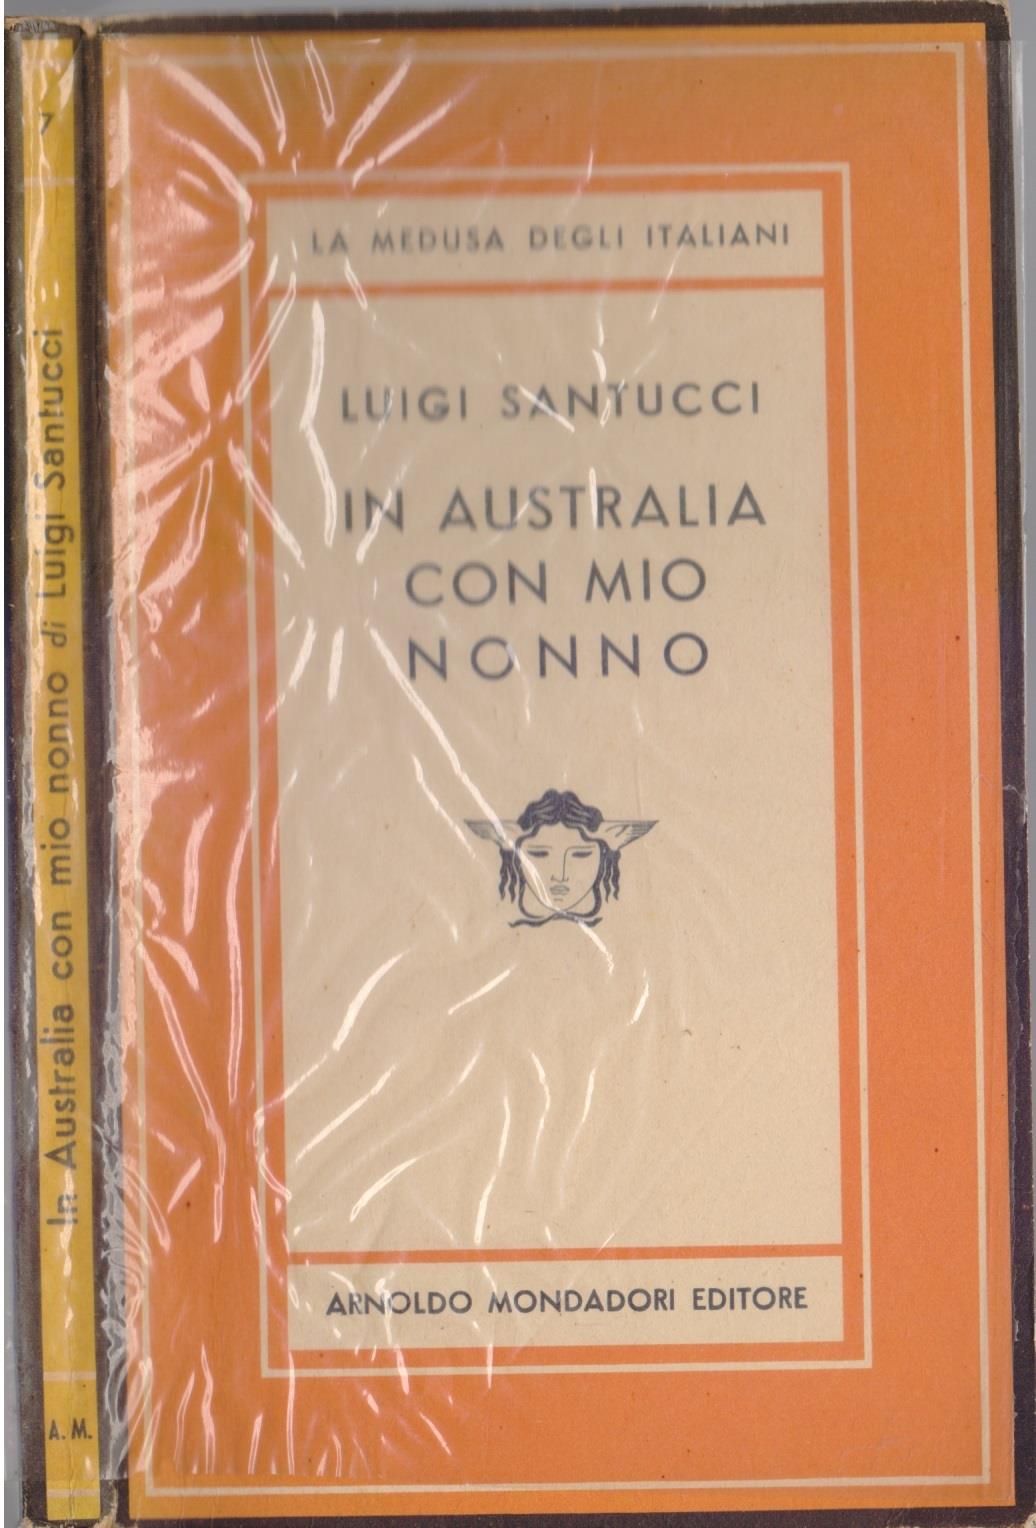 In Australia con mio nonno di Luigi Santucci
A. M.
LA MEDUSA DEGLI ITALIANI
LUIGI SANTUCCI
IN AUSTRALIA
CON MIO
NONNO
ARNOLDO MONDADORI EDITORE